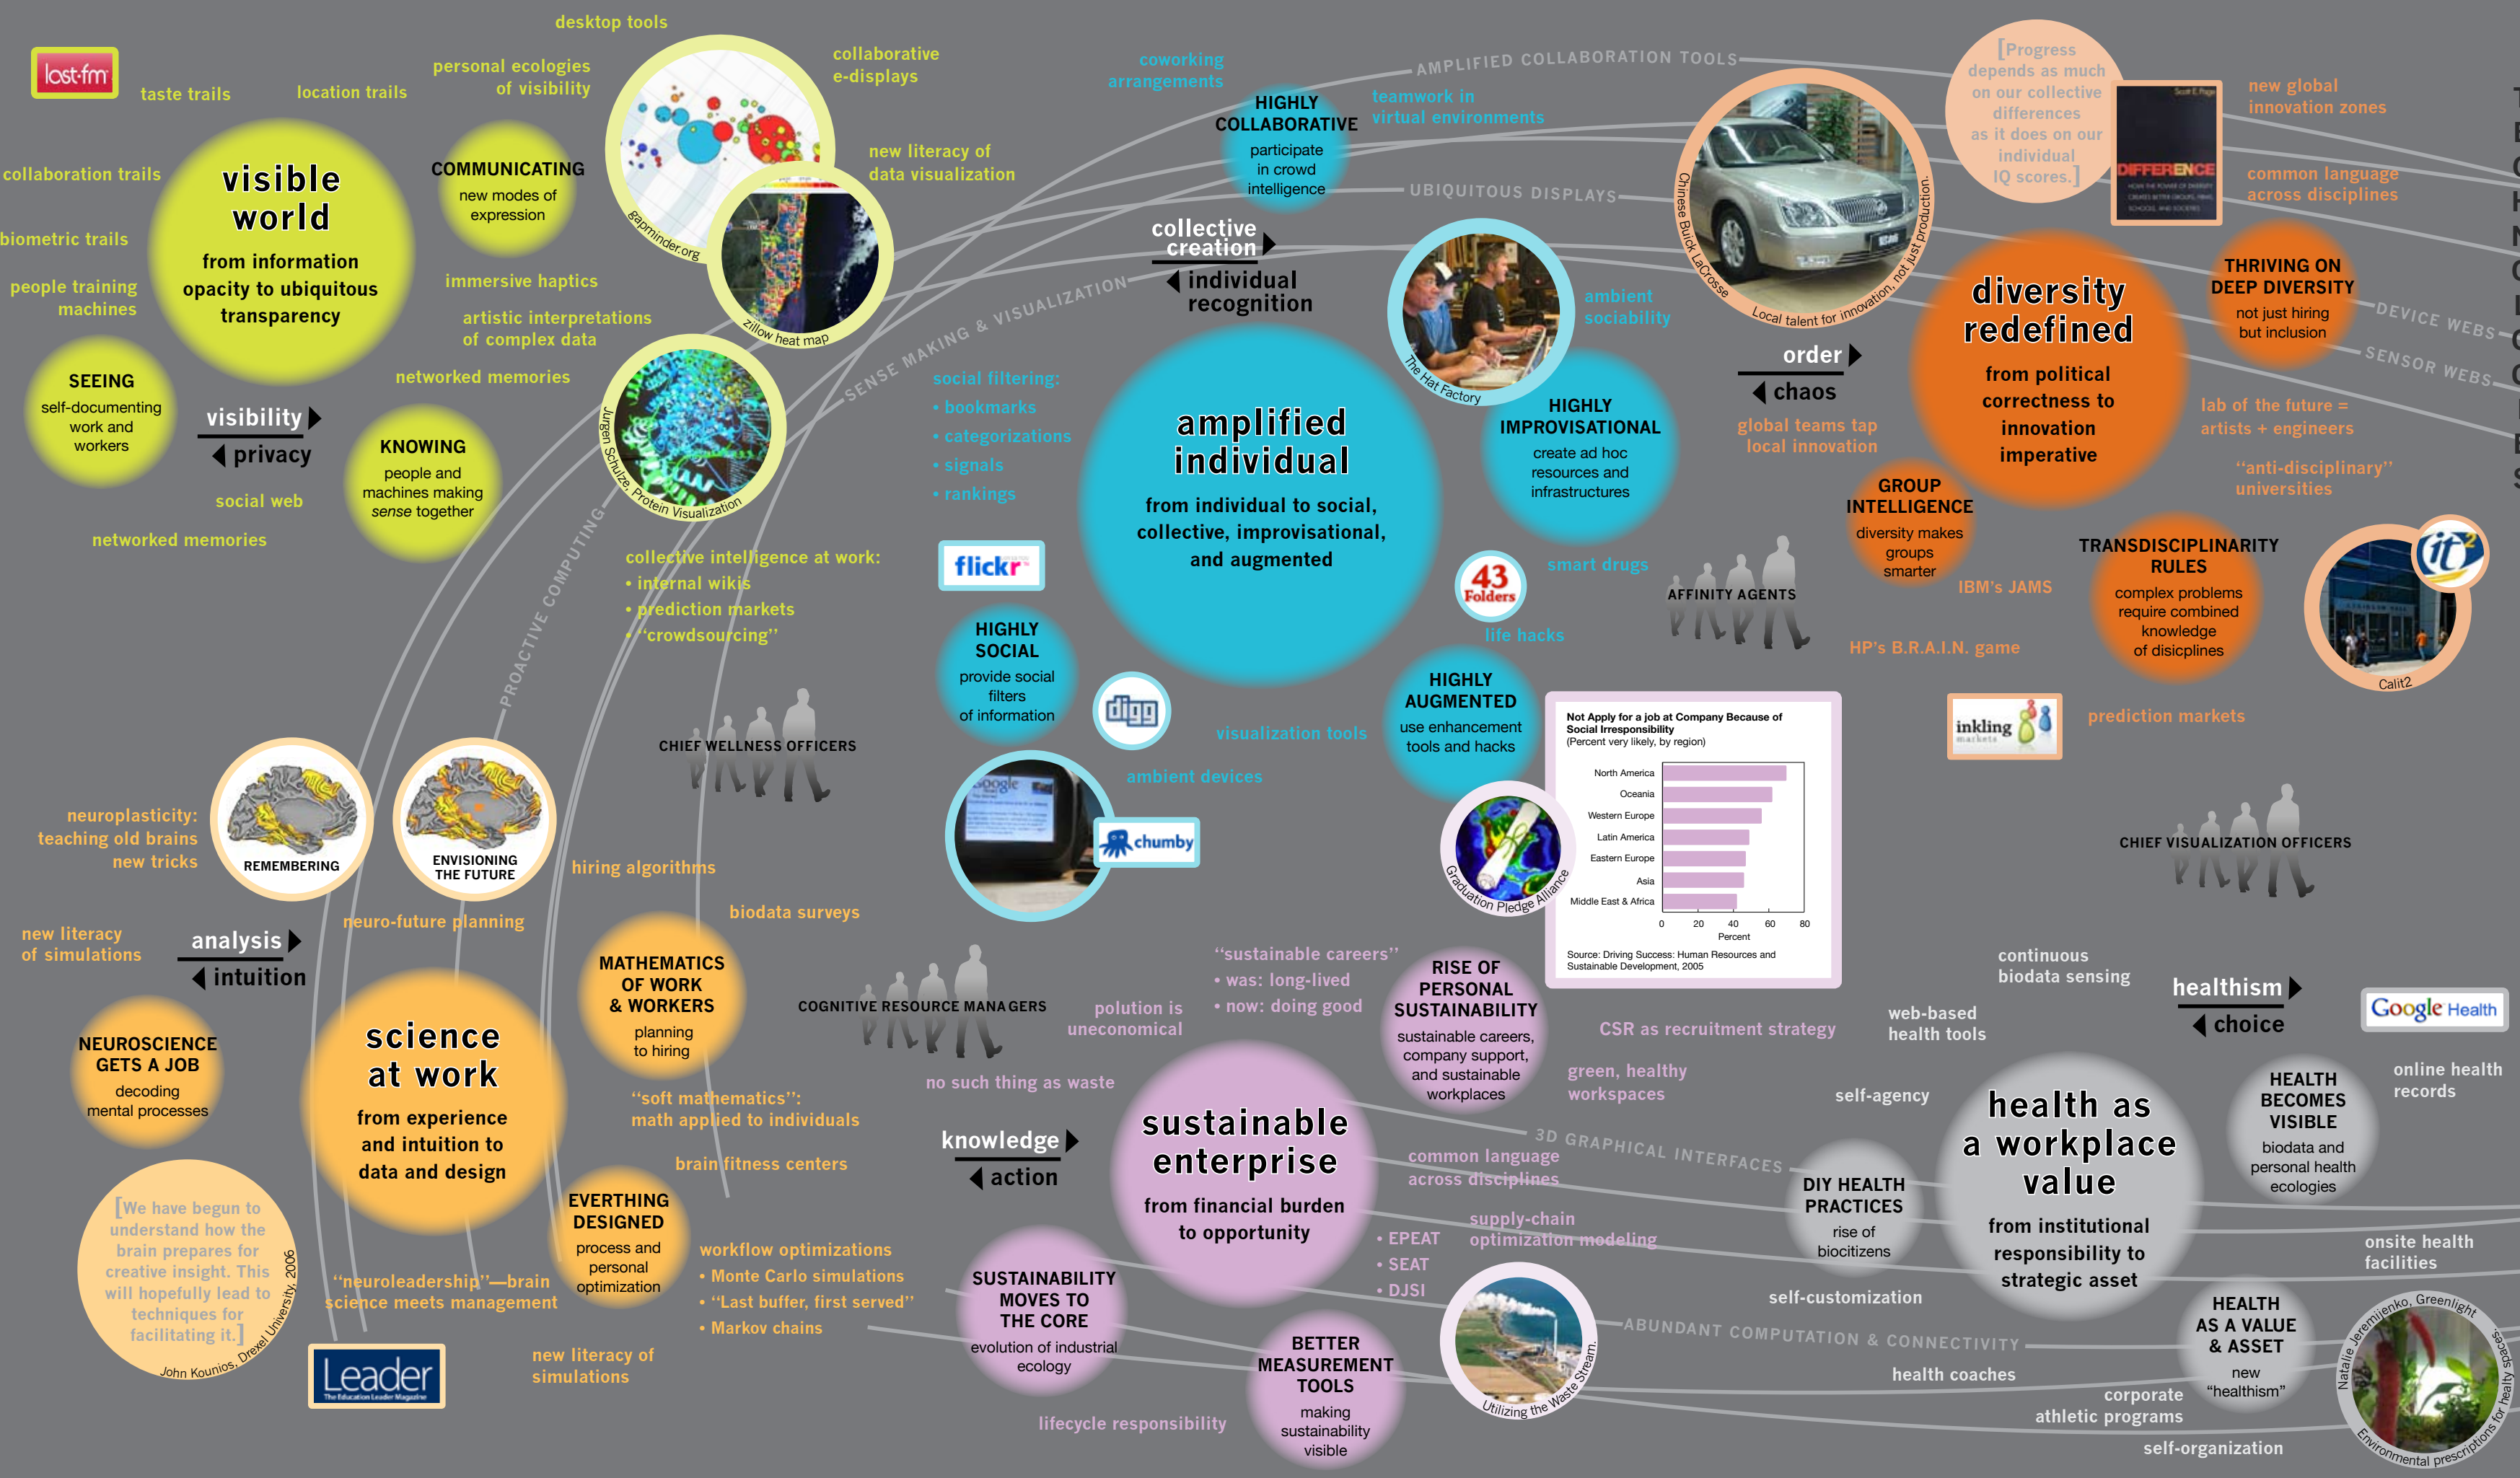 last·fm
taste trails
location trails
collaboration trails
biometric trails
people training
machines
visible
world
from information
opacity to ubiquitous
transparency
SEEING
self-documenting
work and
workers
visibility
privacy
social web
networked memories
KNOWING
people and
machines making
sense together
COMMUNICATING
new modes of
expression
desktop tools
personal ecologies
of visibility
collaborative
e-displays
new literacy of
data visualization
gapminder.org
zillow heat map
immersive haptics
artistic interpretations
of complex data
networked memories
Jurgen Schulze, Protein Visualization
collective intelligence at work:
• internal wikis
• prediction markets
• “crowdsourcing”
PROACTIVE COMPUTING
SENSE MAKING & VISUALIZATION
AMPLIFIED COLLABORATION TOOLS
UBIQUITOUS DISPLAYS
coworking
arrangements
HIGHLY
COLLABORATIVE
participate
in crowd
intelligence
teamwork in
virtual environments
collective
creation
individual
recognition
The Hat Factory
ambient
sociability
social filtering:
• bookmarks
• categorizations
• signals
• rankings
amplified
individual
from individual to social,
collective, improvisational,
and augmented
HIGHLY
IMPROVISATIONAL
create ad hoc
resources and
infrastructures
flickr
43
Folders
smart drugs
life hacks
HIGHLY
SOCIAL
provide social
filters
of information
digg
visualization tools
ambient devices
chumby
HIGHLY
AUGMENTED
use enhancement
tools and hacks
AFFINITY AGENTS
Chinese Buick LaCrosse
Local talent for innovation, not just production.
[Progress
depends as much
on our collective
differences
as it does on our
individual
IQ scores.]
Scott E. Page
DIFFERENCE
new global
innovation zones
common language
across disciplines
diversity
redefined
from political
correctness to
innovation
imperative
THRIVING ON
DEEP DIVERSITY
not just hiring
but inclusion
DEVICE WEBS
SENSOR WEBS
order
chaos
global teams tap
local innovation
lab of the future =
artists + engineers
“anti-disciplinary”
universities
GROUP
INTELLIGENCE
diversity makes
groups
smarter
IBM’s JAMS
HP’s B.R.A.I.N. game
TRANSDISCIPLINARITY
RULES
complex problems
require combined
knowledge
of disicplines
it2
Calit2
inkling
markets
prediction markets
CHIEF WELLNESS OFFICERS
REMEMBERING
ENVISIONING
THE FUTURE
neuroplasticity:
teaching old brains
new tricks
hiring algorithms
neuro-future planning
biodata surveys
new literacy
of simulations
analysis
intuition
NEUROSCIENCE
GETS A JOB
decoding
mental processes
science
at work
from experience
and intuition to
data and design
MATHEMATICS
OF WORK
& WORKERS
planning
to hiring
“soft mathematics”:
math applied to individuals
brain fitness centers
EVERTHING
DESIGNED
process and
personal
optimization
workflow optimizations
• Monte Carlo simulations
• “Last buffer, first served”
• Markov chains
[We have begun to
understand how the
brain prepares for
creative insight. This
will hopefully lead to
techniques for
facilitating it.]
John Kounios, Drexel University, 2006
“neuroleadership”—brain
science meets management
Leader
The Education Leader Magazine
new literacy of
simulations
COGNITIVE RESOURCE MANAGERS
Graduation Pledge Alliance
Not Apply for a job at Company Because of
Social Irresponsibility
(Percent very likely, by region)
North America
Oceania
Western Europe
Latin America
Eastern Europe
Asia
Middle East & Africa
0 20 40 60 80
Percent
Source: Driving Success: Human Resources and
Sustainable Development, 2005
“sustainable careers”
• was: long-lived
• now: doing good
polution is
uneconomical
no such thing as waste
RISE OF
PERSONAL
SUSTAINABILITY
sustainable careers,
company support,
and sustainable
workplaces
CSR as recruitment strategy
green, healthy
workspaces
knowledge
action
sustainable
enterprise
from financial burden
to opportunity
3D GRAPHICAL INTERFACES
common language
across disciplines
supply-chain
optimization modeling
• EPEAT
• SEAT
• DJSI
SUSTAINABILITY
MOVES TO
THE CORE
evolution of industrial
ecology
lifecycle responsibility
BETTER
MEASUREMENT
TOOLS
making
sustainability
visible
Utilizing the Waste Stream.
ABUNDANT COMPUTATION & CONNECTIVITY
CHIEF VISUALIZATION OFFICERS
continuous
biodata sensing
web-based
health tools
healthism
choice
Google Health
online health
records
self-agency
health as
a workplace
value
from institutional
responsibility to
strategic asset
HEALTH
BECOMES
VISIBLE
biodata and
personal health
ecologies
DIY HEALTH
PRACTICES
rise of
biocitizens
self-customization
onsite health
facilities
HEALTH
AS A VALUE
& ASSET
new
“healthism”
health coaches
corporate
athletic programs
self-organization
Natalie Jeremijenko, Greenlight
Environmental prescriptions for healty spaces.